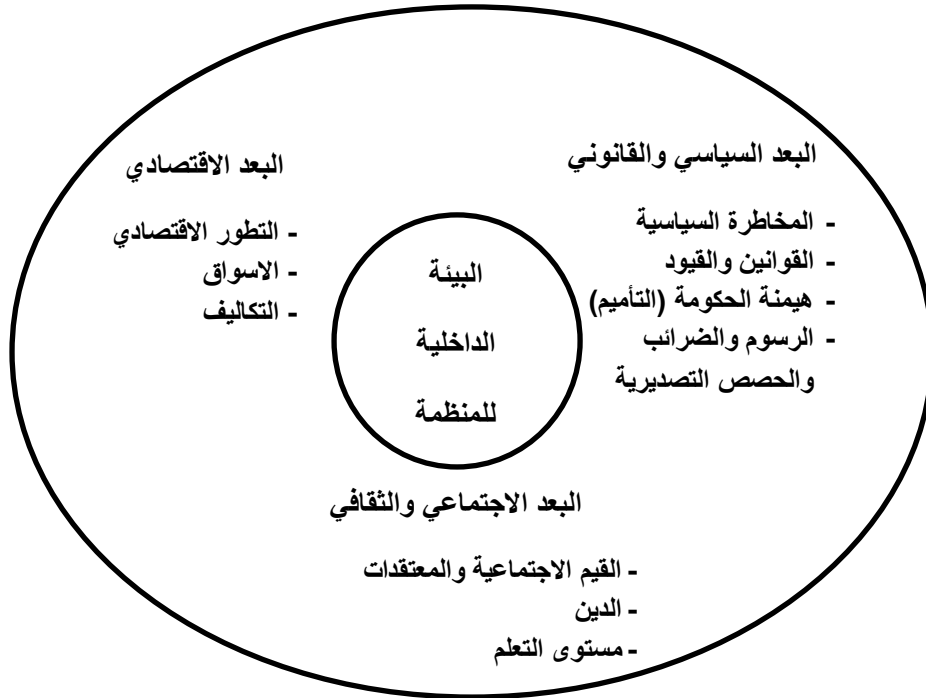 البعد السياسي والقانوني
- المخاطرة السياسية
- القوانين والقيود
- هيمنة الحكومة (التأميم)
- الرسوم والضرائب
والحصص التصديرية
البعد الاقتصادي
- التطور الاقتصادي
- الاسواق
- التكاليف
البيئة
الداخلية
للمنظمة
البعد الاجتماعي والثقافي
- القيم الاجتماعية والمعتقدات
- الدين
- مستوى التعلم